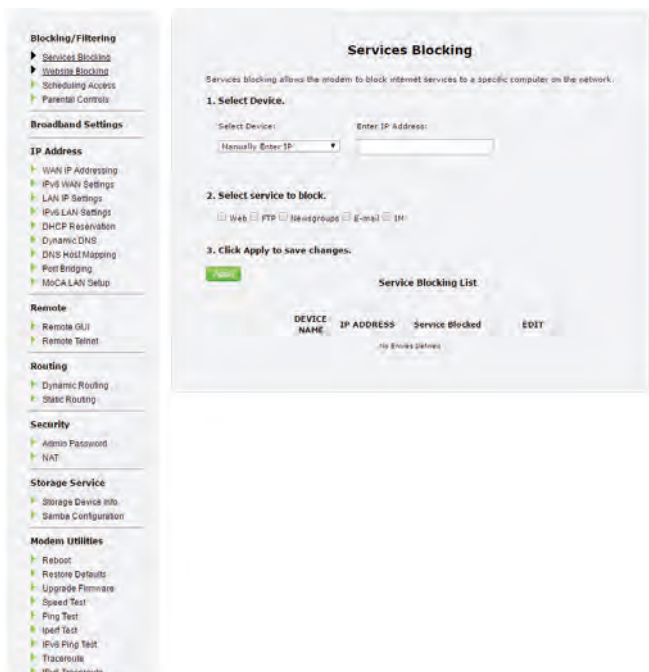 Blocking/Filtering
Services Blocking
Website Blocking
Scheduling Access
Parental Controls
Broadband Settings
IP Address
WAN IP Addressing
IPv6 WAN Settings
LAN IP Settings
IPv6 LAN Settings
DHCP Reservation
Dynamic DNS
DNS Host Mapping
Port Bridging
MoCA LAN Setup
Remote
Remote GUI
Remote Telnet
Routing
Dynamic Routing
Static Routing
Security
Admin Password
NAT
Storage Service
Storage Device Info
Samba Configuration
Modem Utilities
Reboot
Restore Defaults
Upgrade Firmware
Speed Test
Ping Test
Iperf Test
IPv6 Ping Test
Traceroute
IPv6 Traceroute
Services Blocking
Services blocking allows the modem to block internet services to a specific computer on the network.
1. Select Device.
Select Device: Enter IP Address:
Manually Enter IP
2. Select service to block.
Web FTP Newsgroups E-mail IM
3. Click Apply to save changes.
Apply
Service Blocking List
DEVICE NAME IP ADDRESS Service Blocked EDIT
No Entries Defined